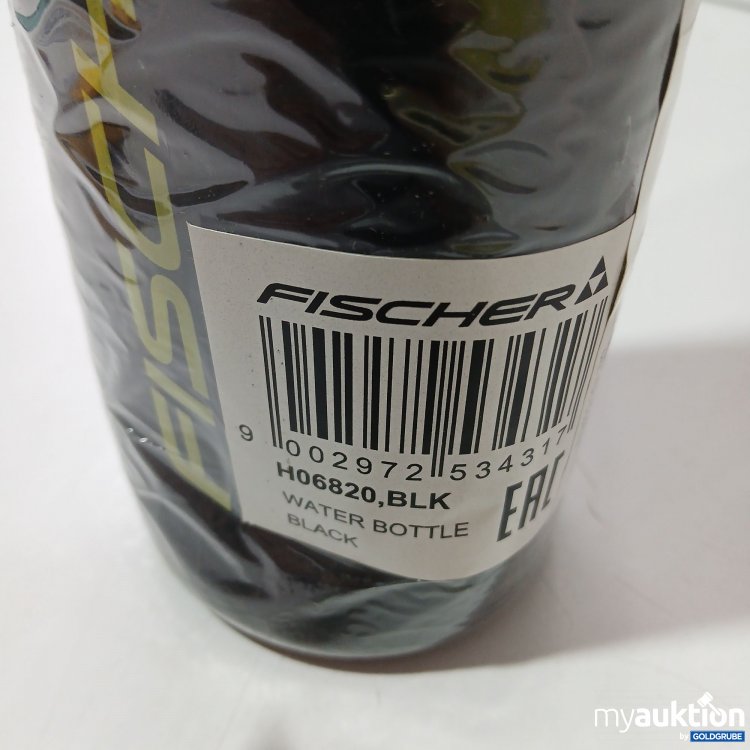 FISCH
FISCHER
9 002972 534317
H06820,BLK
WATER BOTTLE
BLACK
EAC
myauktion
by GOLDGRUBE